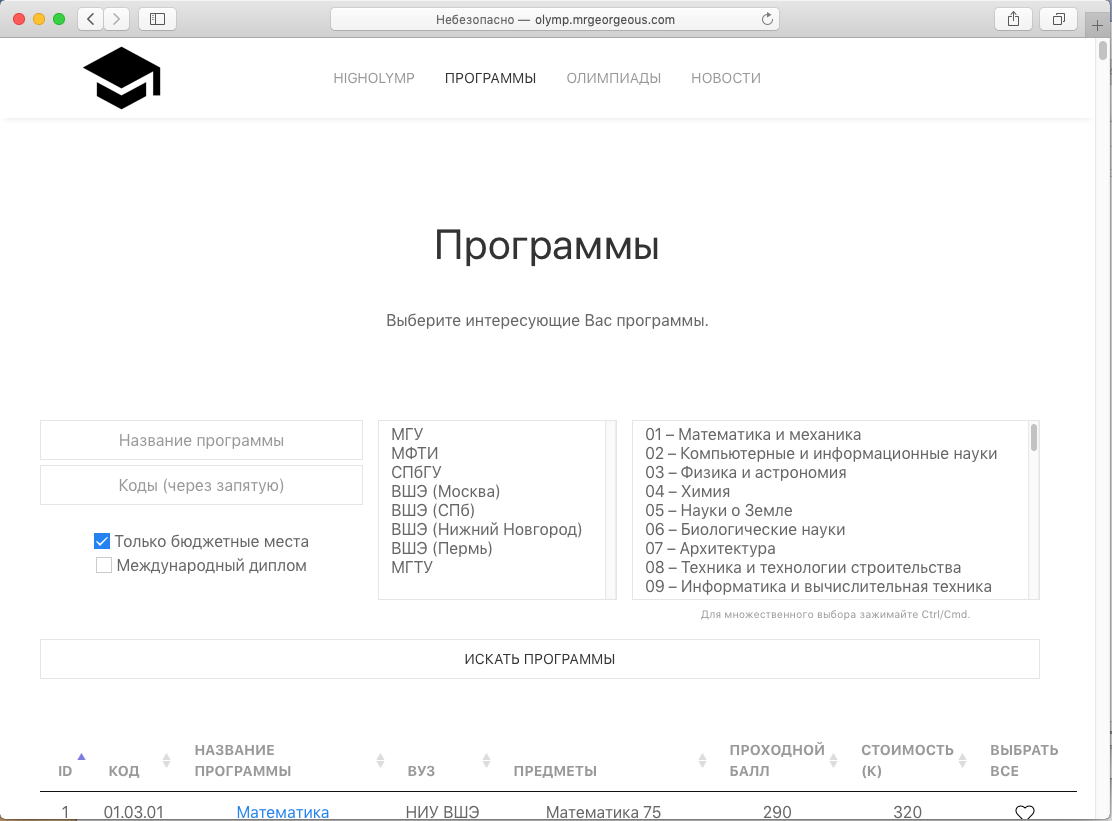 Небезопасно — olymp.mrgeorgeous.com
HIGHOLYMP ПРОГРАММЫ ОЛИМПИАДЫ НОВОСТИ
Программы
Выберите интересующие Вас программы.
Название программы
Коды (через запятую)
Только бюджетные места
Международный диплом
МГУ
МФТИ
СПбГУ
ВШЭ (Москва)
ВШЭ (СПб)
ВШЭ (Нижний Новгород)
ВШЭ (Пермь)
МГТУ
01 – Математика и механика
02 – Компьютерные и информационные науки
03 – Физика и астрономия
04 – Химия
05 – Науки о Земле
06 – Биологические науки
07 – Архитектура
08 – Техника и технологии строительства
09 – Информатика и вычислительная техника
Для множественного выбора зажимайте Ctrl/Cmd.
ИСКАТЬ ПРОГРАММЫ
ID
КОД
НАЗВАНИЕ
ПРОГРАММЫ
ВУЗ
ПРЕДМЕТЫ
ПРОХОДНОЙ
БАЛЛ
СТОИМОСТЬ
(К)
ВЫБРАТЬ
ВСЕ
1 01.03.01 Математика НИУ ВШЭ Математика 75 290 320